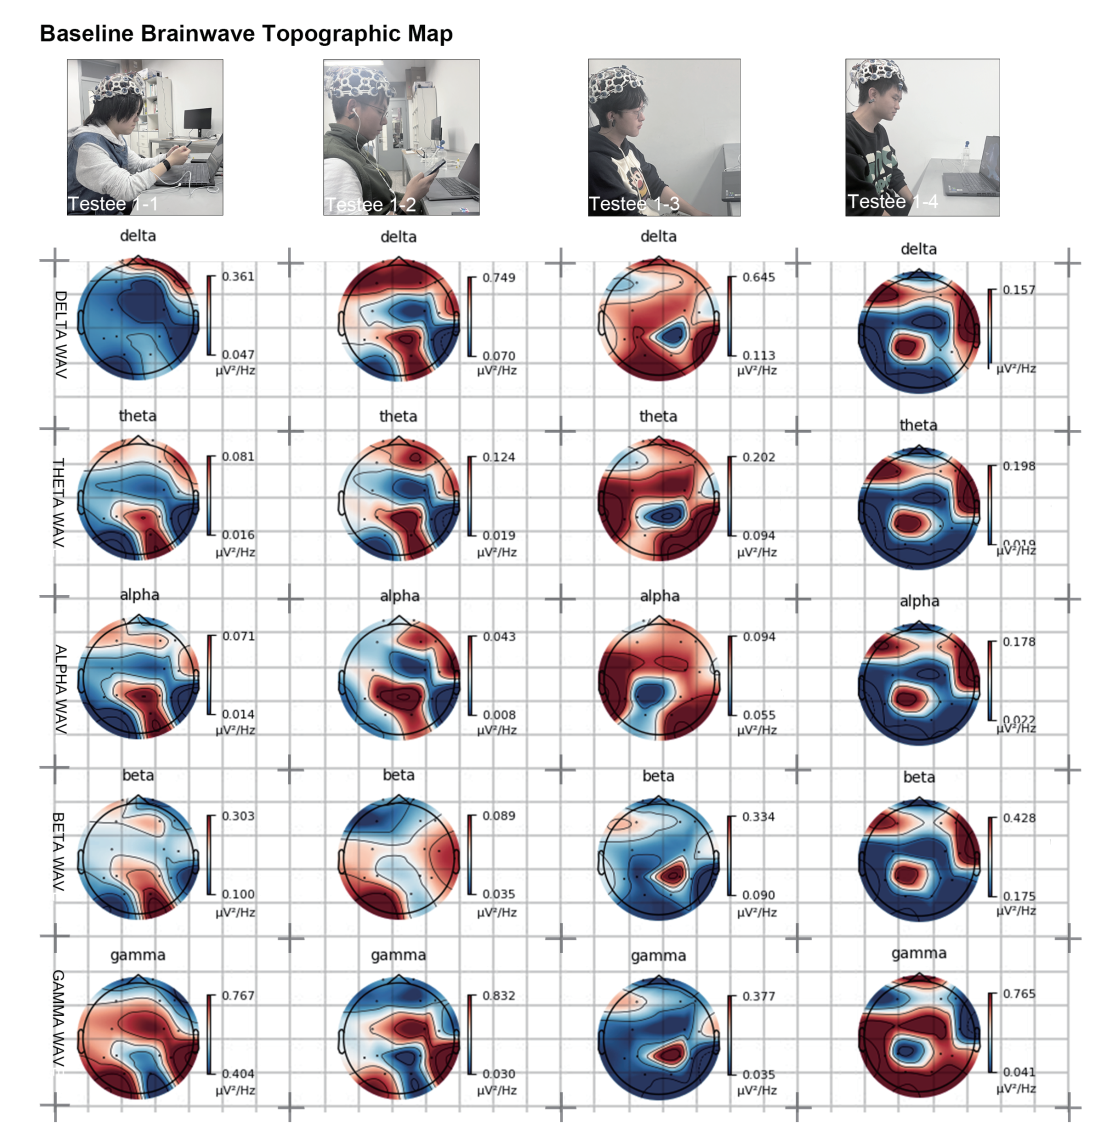 Baseline Brainwave Topographic Map
Testee 1-1
Testee 1-2
Testee 1-3
Testee 1-4
DELTA WAV
delta
0.361
0.047
µV²/Hz
delta
0.749
0.070
µV²/Hz
delta
0.645
0.113
µV²/Hz
delta
0.157
µV²/Hz
THETA WAV
theta
0.081
0.016
µV²/Hz
theta
0.124
0.019
µV²/Hz
theta
0.202
0.094
µV²/Hz
theta
0.198
0.019
µV²/Hz
ALPHA WAV
alpha
0.071
0.014
µV²/Hz
alpha
0.043
0.008
µV²/Hz
alpha
0.094
0.055
µV²/Hz
alpha
0.178
0.022
µV²/Hz
BETA WAV
beta
0.303
0.100
µV²/Hz
beta
0.089
0.035
µV²/Hz
beta
0.334
0.090
µV²/Hz
beta
0.428
0.175
µV²/Hz
GAMMA WAV
gamma
0.767
0.404
µV²/Hz
gamma
0.832
0.030
µV²/Hz
gamma
0.377
0.035
µV²/Hz
gamma
0.765
0.041
µV²/Hz